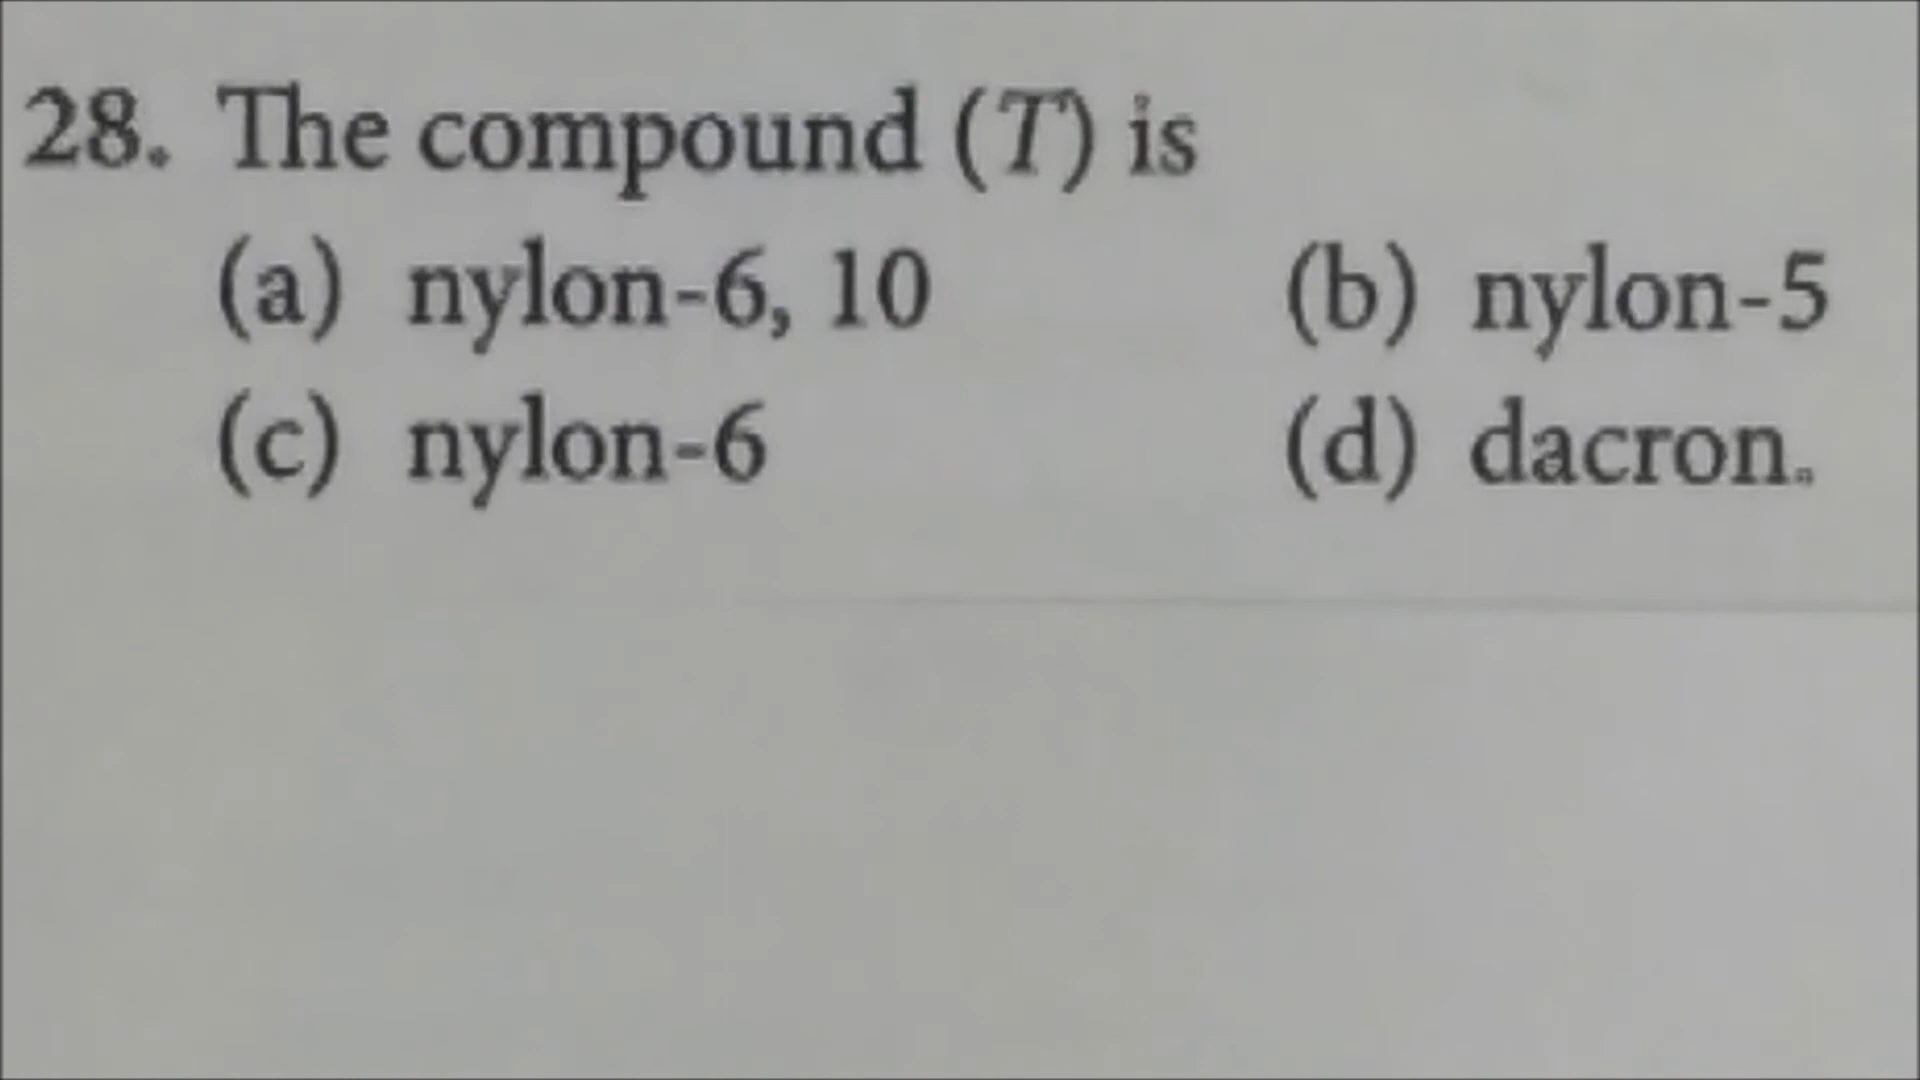 28. The compound (T) is
(a) nylon-6, 10 (b) nylon-5
(c) nylon-6 (d) dacron.